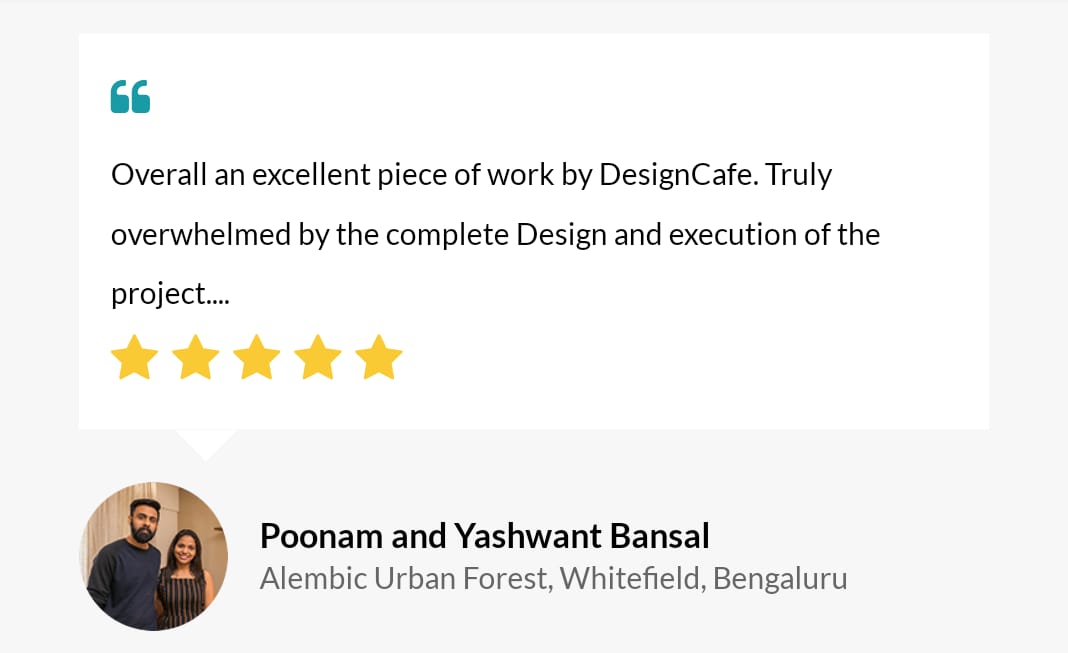 Overall an excellent piece of work by DesignCafe. Truly
overwhelmed by the complete Design and execution of the
project....
Poonam and Yashwant Bansal
Alembic Urban Forest, Whitefield, Bengaluru